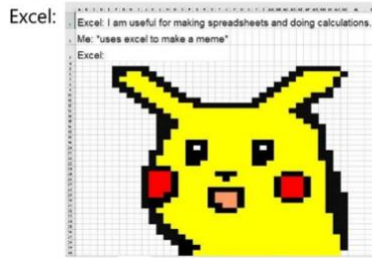 Excel:
Excel: I am useful for making spreadsheets and doing calculations.
Me: *uses excel to make a meme*
Excel: